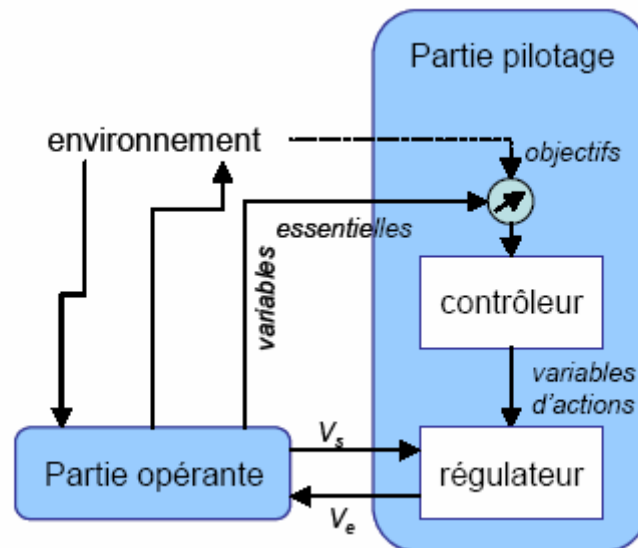 Partie pilotage
environnement
objectifs
essentielles
variables
contrôleur
variables
d'actions
Partie opérante
Vs
régulateur
Ve